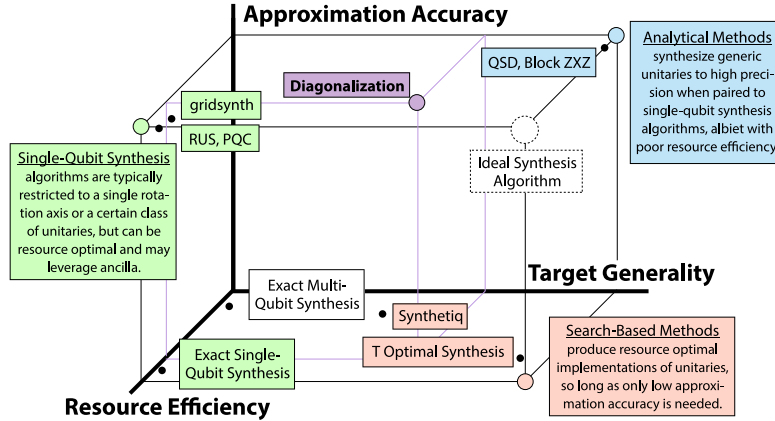 Approximation Accuracy
Analytical Methods
synthesize generic
unitaries to high preci-
sion when paired to
single-qubit synthesis
algorithms, albiet with
poor resource efficiency
QSD, Block ZXZ
Diagonalization
gridsynth
RUS, PQC
Single-Qubit Synthesis
algorithms are typically
restricted to a single rota-
tion axis or a certain class
of unitaries, but can be
resource optimal and may
leverage ancilla.
Ideal Synthesis
Algorithm
Target Generality
Exact Multi-
Qubit Synthesis
Synthetiq
T Optimal Synthesis
Exact Single-
Qubit Synthesis
Search-Based Methods
produce resource optimal
implementations of unitaries,
so long as only low approxi-
mation accuracy is needed.
Resource Efficiency